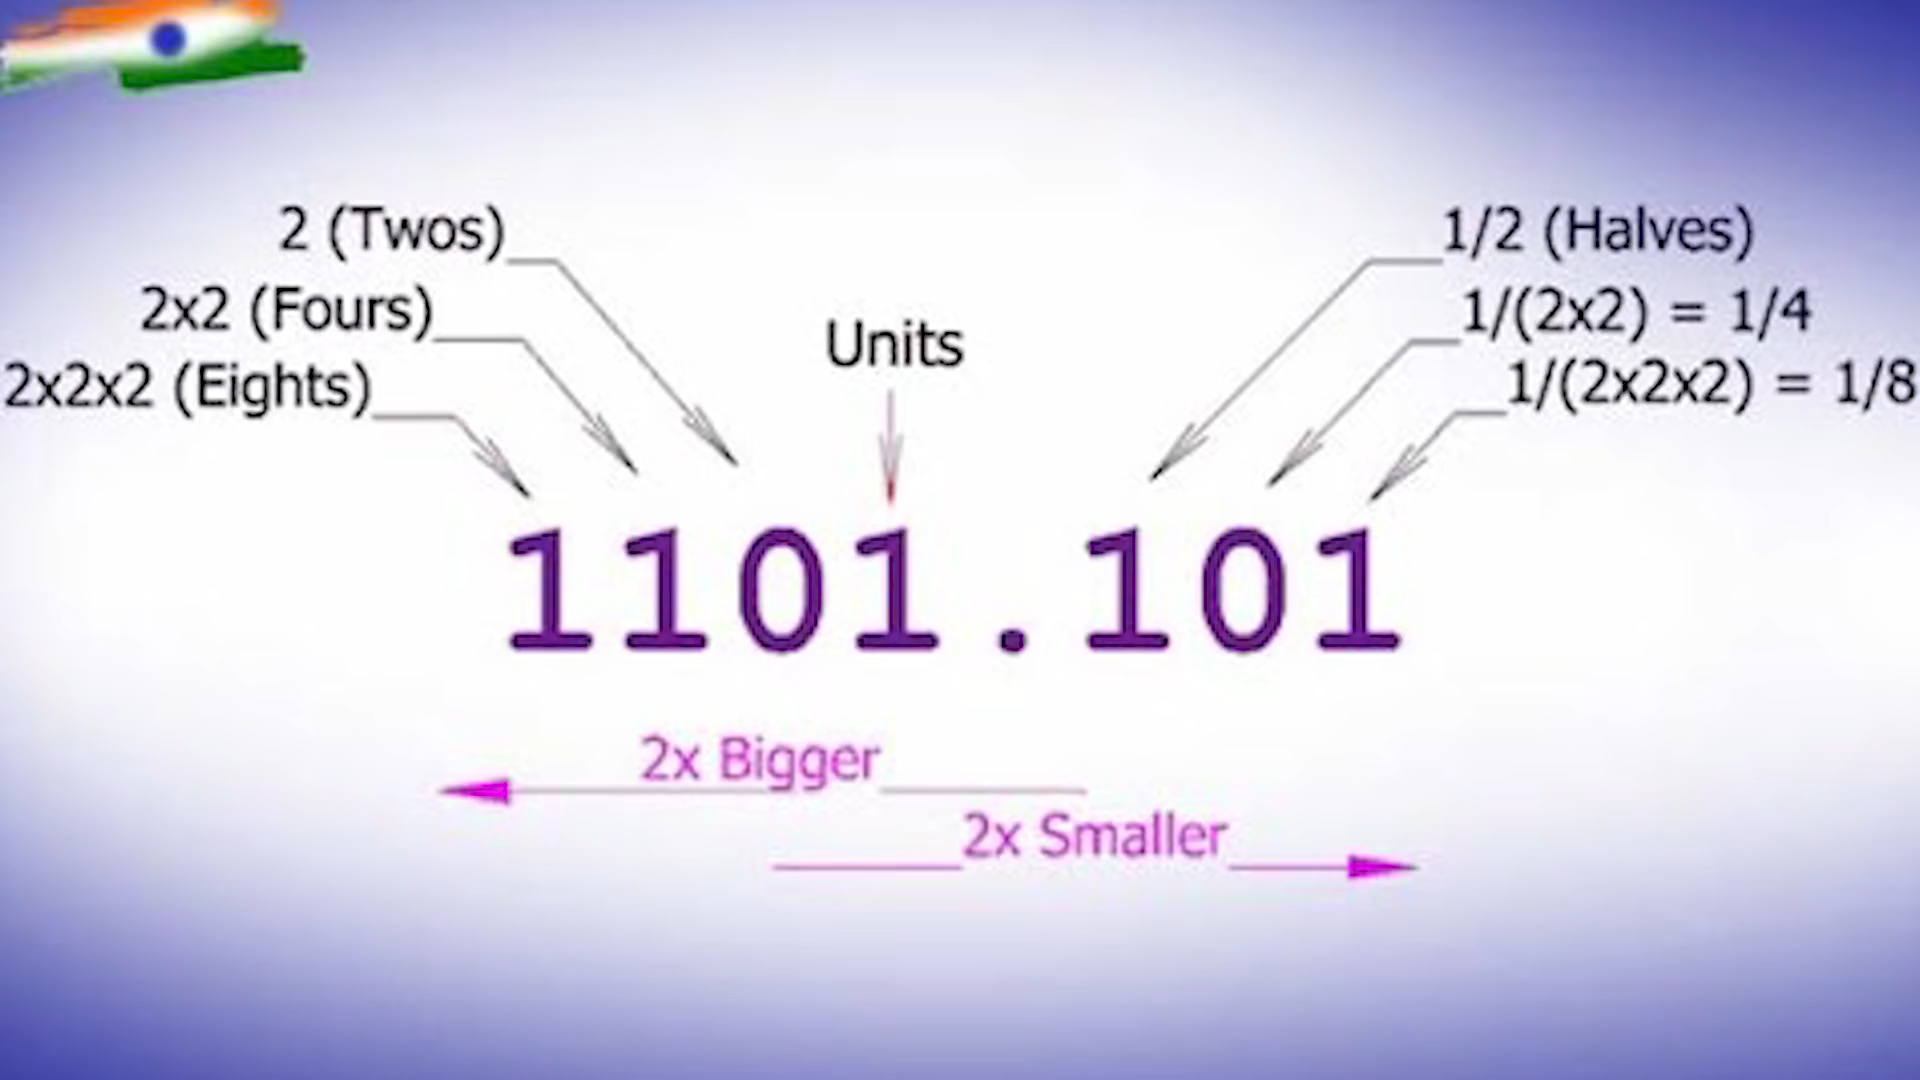 2 (Twos)
2x2 (Fours)
2x2x2 (Eights)
Units
1/2 (Halves)
1/(2x2) = 1/4
1/(2x2x2) = 1/8
1101.101
2x Bigger
2x Smaller